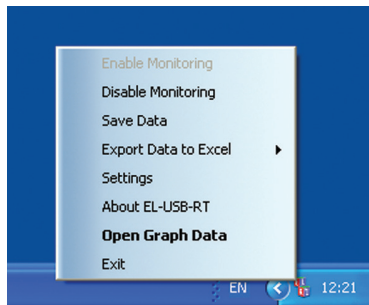 Enable Monitoring
Disable Monitoring
Save Data
Export Data to Excel
Settings
About EL-USB-RT
Open Graph Data
Exit
EN 12:21